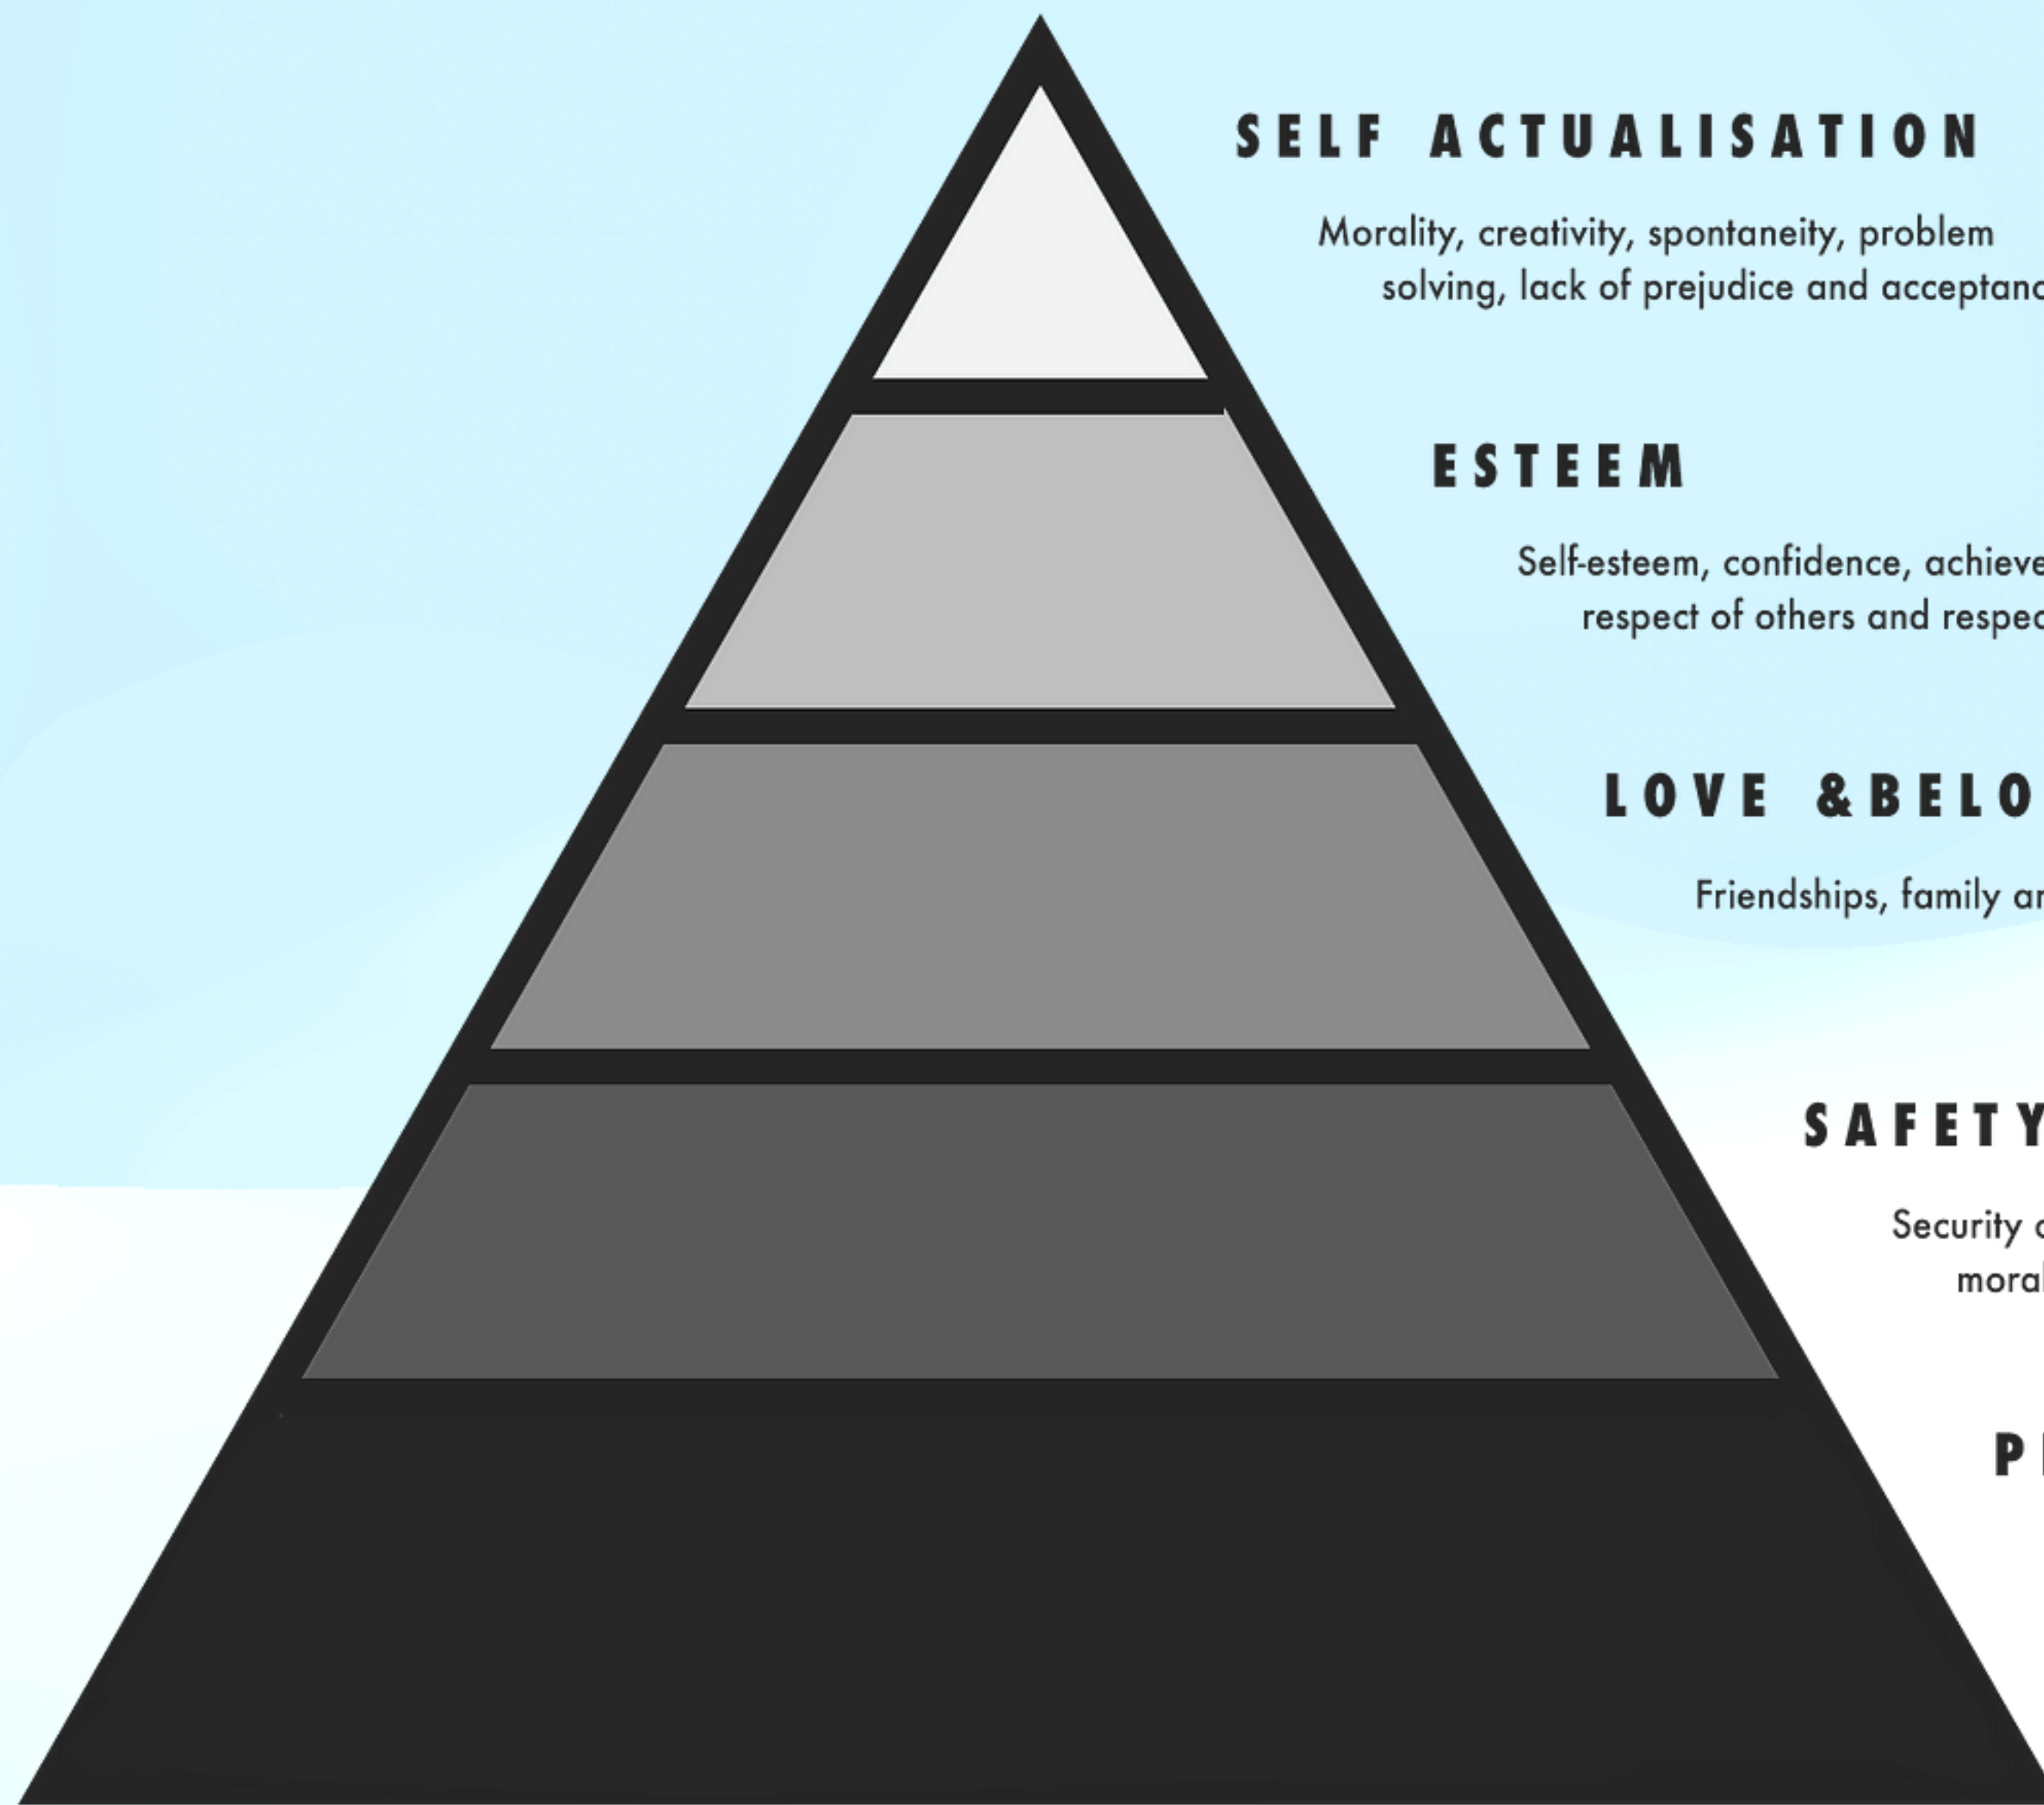 SELF ACTUALISATION
Morality, creativity, spontaneity, problem
solving, lack of prejudice and acceptanc
ESTEEM
Self-esteem, confidence, achieve
respect of others and respec
LOVE &BELO
Friendships, family
SAFETY
Security
moral
P